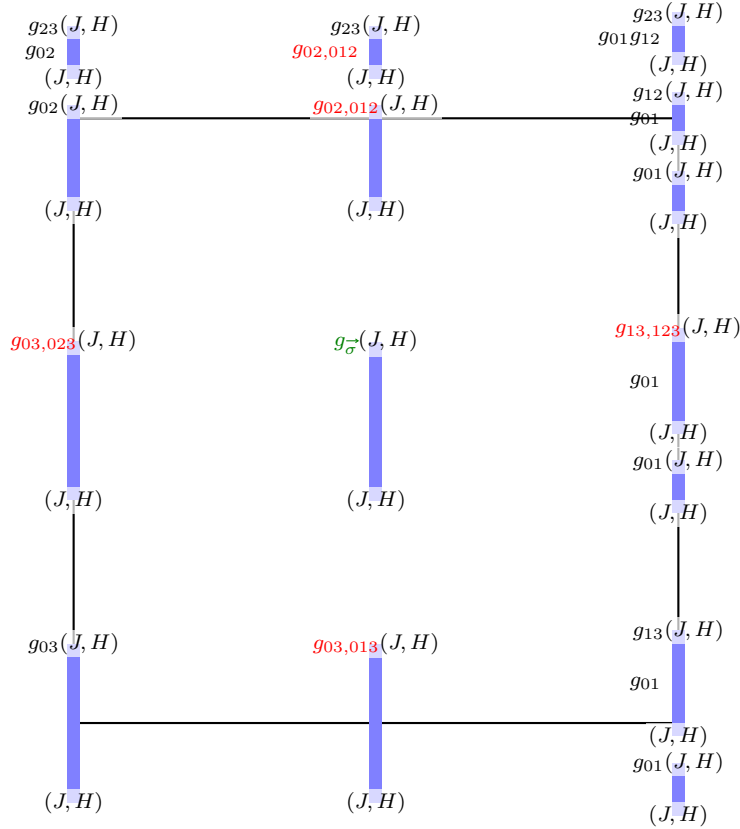 g₂₃(J, H) g₂₃(J, H) g₂₃(J, H)
g₀₂ g₀₂,₀₁₂ g₀₁g₁₂
(J, H) (J, H) (J, H)
g₀₂(J, H) g₀₂,₀₁₂(J, H) g₁₂(J, H)
g₀₁
(J, H)
g₀₁(J, H)
(J, H) (J, H) (J, H)
g₀₃,₀₂₃(J, H) g_σ⃗(J, H) g₁₃,₁₂₃(J, H)
g₀₁
(J, H)
g₀₁(J, H)
(J, H) (J, H) (J, H)
g₀₃(J, H) g₀₃,₀₁₃(J, H) g₁₃(J, H)
g₀₁
(J, H)
g₀₁(J, H)
(J, H) (J, H) (J, H)